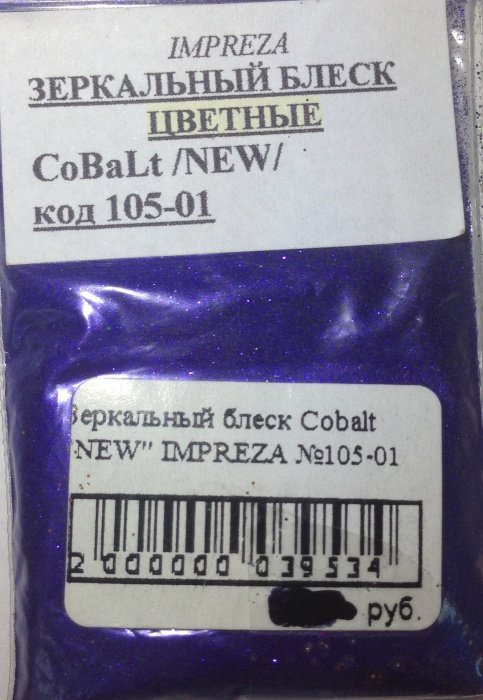 IMPREZA
ЗЕРКАЛЬНЫЙ БЛЕСК
ЦВЕТНЫЕ
CoBaLt /NEW/
код 105-01
Зеркальный блеск Cobalt
"NEW" IMPREZA №105-01
2 000000 039534
руб.